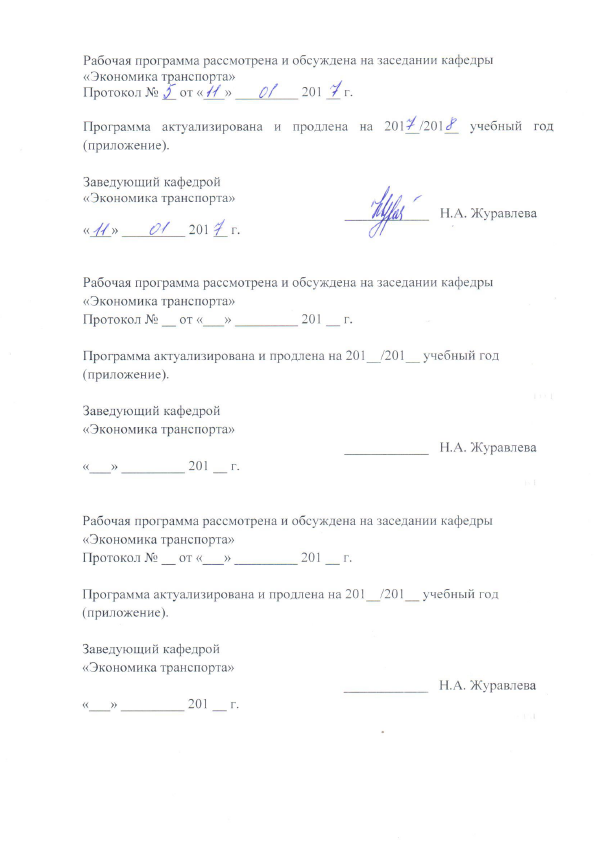 Рабочая программа рассмотрена и обсуждена на заседании кафедры
«Экономика транспорта»
Протокол № 5 от «11» 01 2017 г.
Программа актуализирована и продлена на 2017/2018 учебный год
(приложение).
Заведующий кафедрой
«Экономика транспорта»
Н.А. Журавлева
«11» 01 2017 г.
Рабочая программа рассмотрена и обсуждена на заседании кафедры
«Экономика транспорта»
Протокол № __ от «___» _________ 201 __ г.
Программа актуализирована и продлена на 201__/201__ учебный год
(приложение).
Заведующий кафедрой
«Экономика транспорта»
____________ Н.А. Журавлева
«___» _________ 201 __ г.
Рабочая программа рассмотрена и обсуждена на заседании кафедры
«Экономика транспорта»
Протокол № __ от «___» _________ 201 __ г.
Программа актуализирована и продлена на 201__/201__ учебный год
(приложение).
Заведующий кафедрой
«Экономика транспорта»
____________ Н.А. Журавлева
«___» _________ 201 __ г.